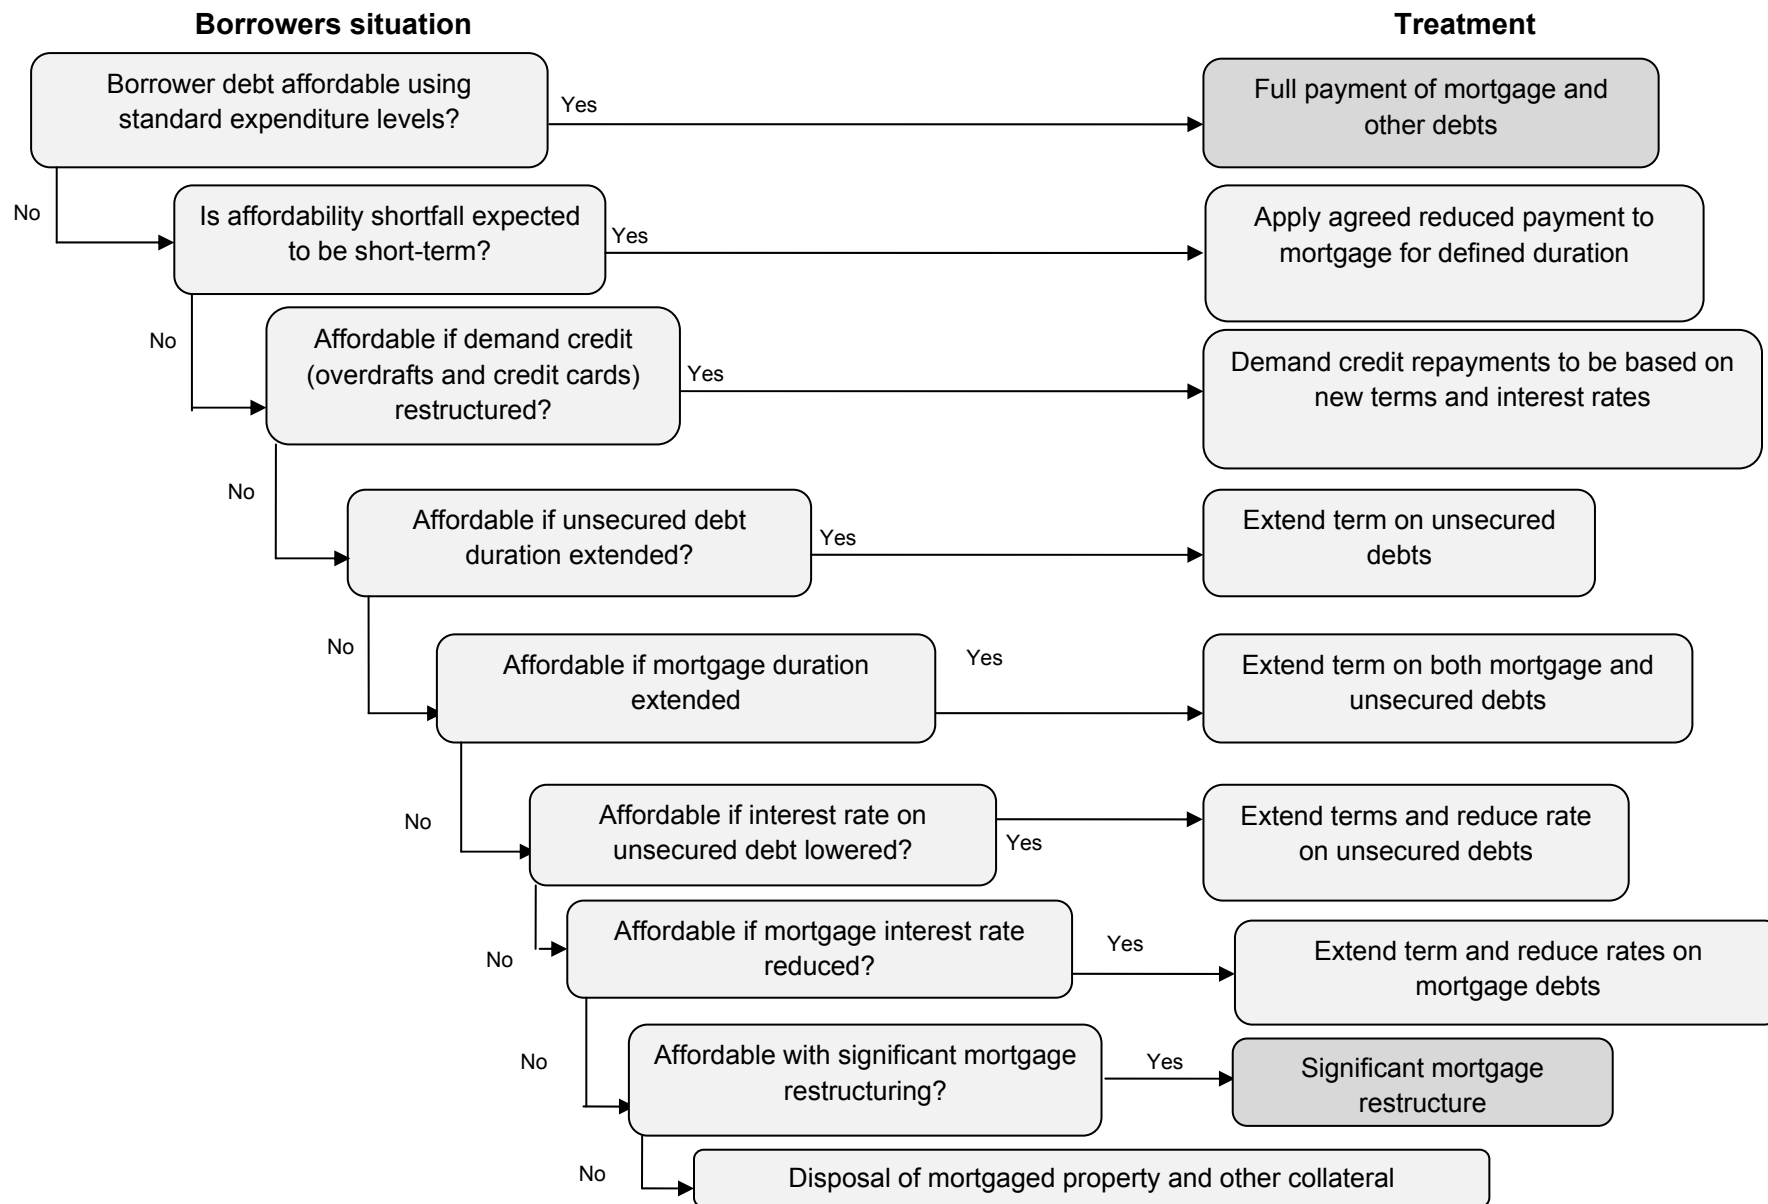 Borrowers situation
Treatment
Borrower debt affordable using
standard expenditure levels?
Yes
Full payment of mortgage and
other debts
No
Is affordability shortfall expected
to be short-term?
Yes
Apply agreed reduced payment to
mortgage for defined duration
No
Affordable if demand credit
(overdrafts and credit cards)
restructured?
Yes
Demand credit repayments to be based on
new terms and interest rates
No
Affordable if unsecured debt
duration extended?
Yes
Extend term on unsecured
debts
No
Affordable if mortgage duration
extended
Yes
Extend term on both mortgage and
unsecured debts
No
Affordable if interest rate on
unsecured debt lowered?
Yes
Extend terms and reduce rate
on unsecured debts
No
Affordable if mortgage interest rate
reduced?
Yes
Extend term and reduce rates on
mortgage debts
No
Affordable with significant mortgage
restructuring?
Yes
Significant mortgage
restructure
No
Disposal of mortgaged property and other collateral